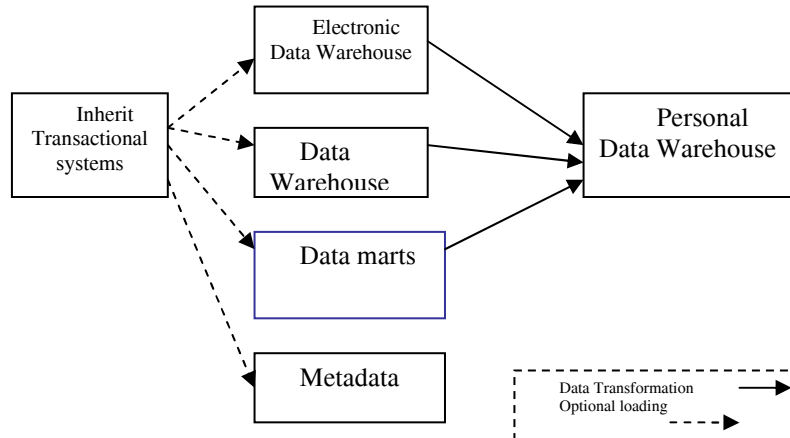 Electronic
Data Warehouse
Inherit
Transactional
systems
Data
Warehouse
Personal
Data Warehouse
Data marts
Metadata
Data Transformation
Optional loading